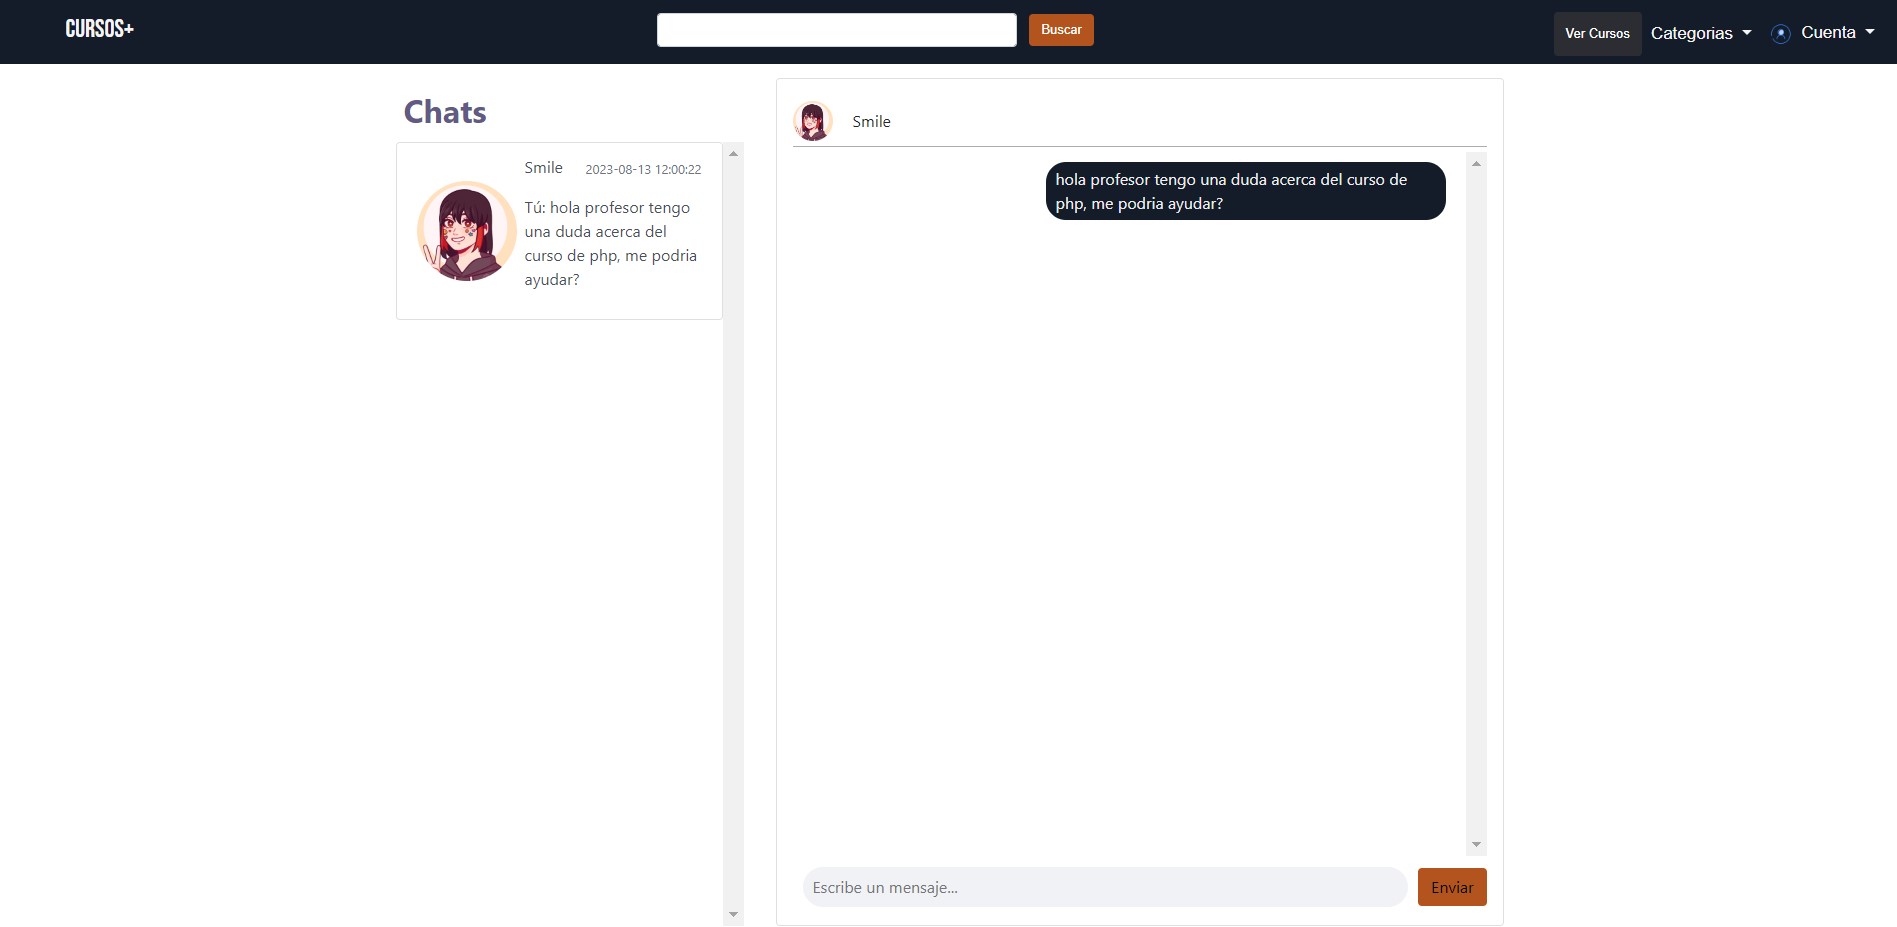 CURSOS+
Buscar
Ver Cursos
Categorias
Cuenta
Chats
Smile 2023-08-13 12:00:22
Tú: hola profesor tengo
una duda acerca del
curso de php, me podria
ayudar?
Smile
hola profesor tengo una duda acerca del curso de
php, me podria ayudar?
Escribe un mensaje...
Enviar